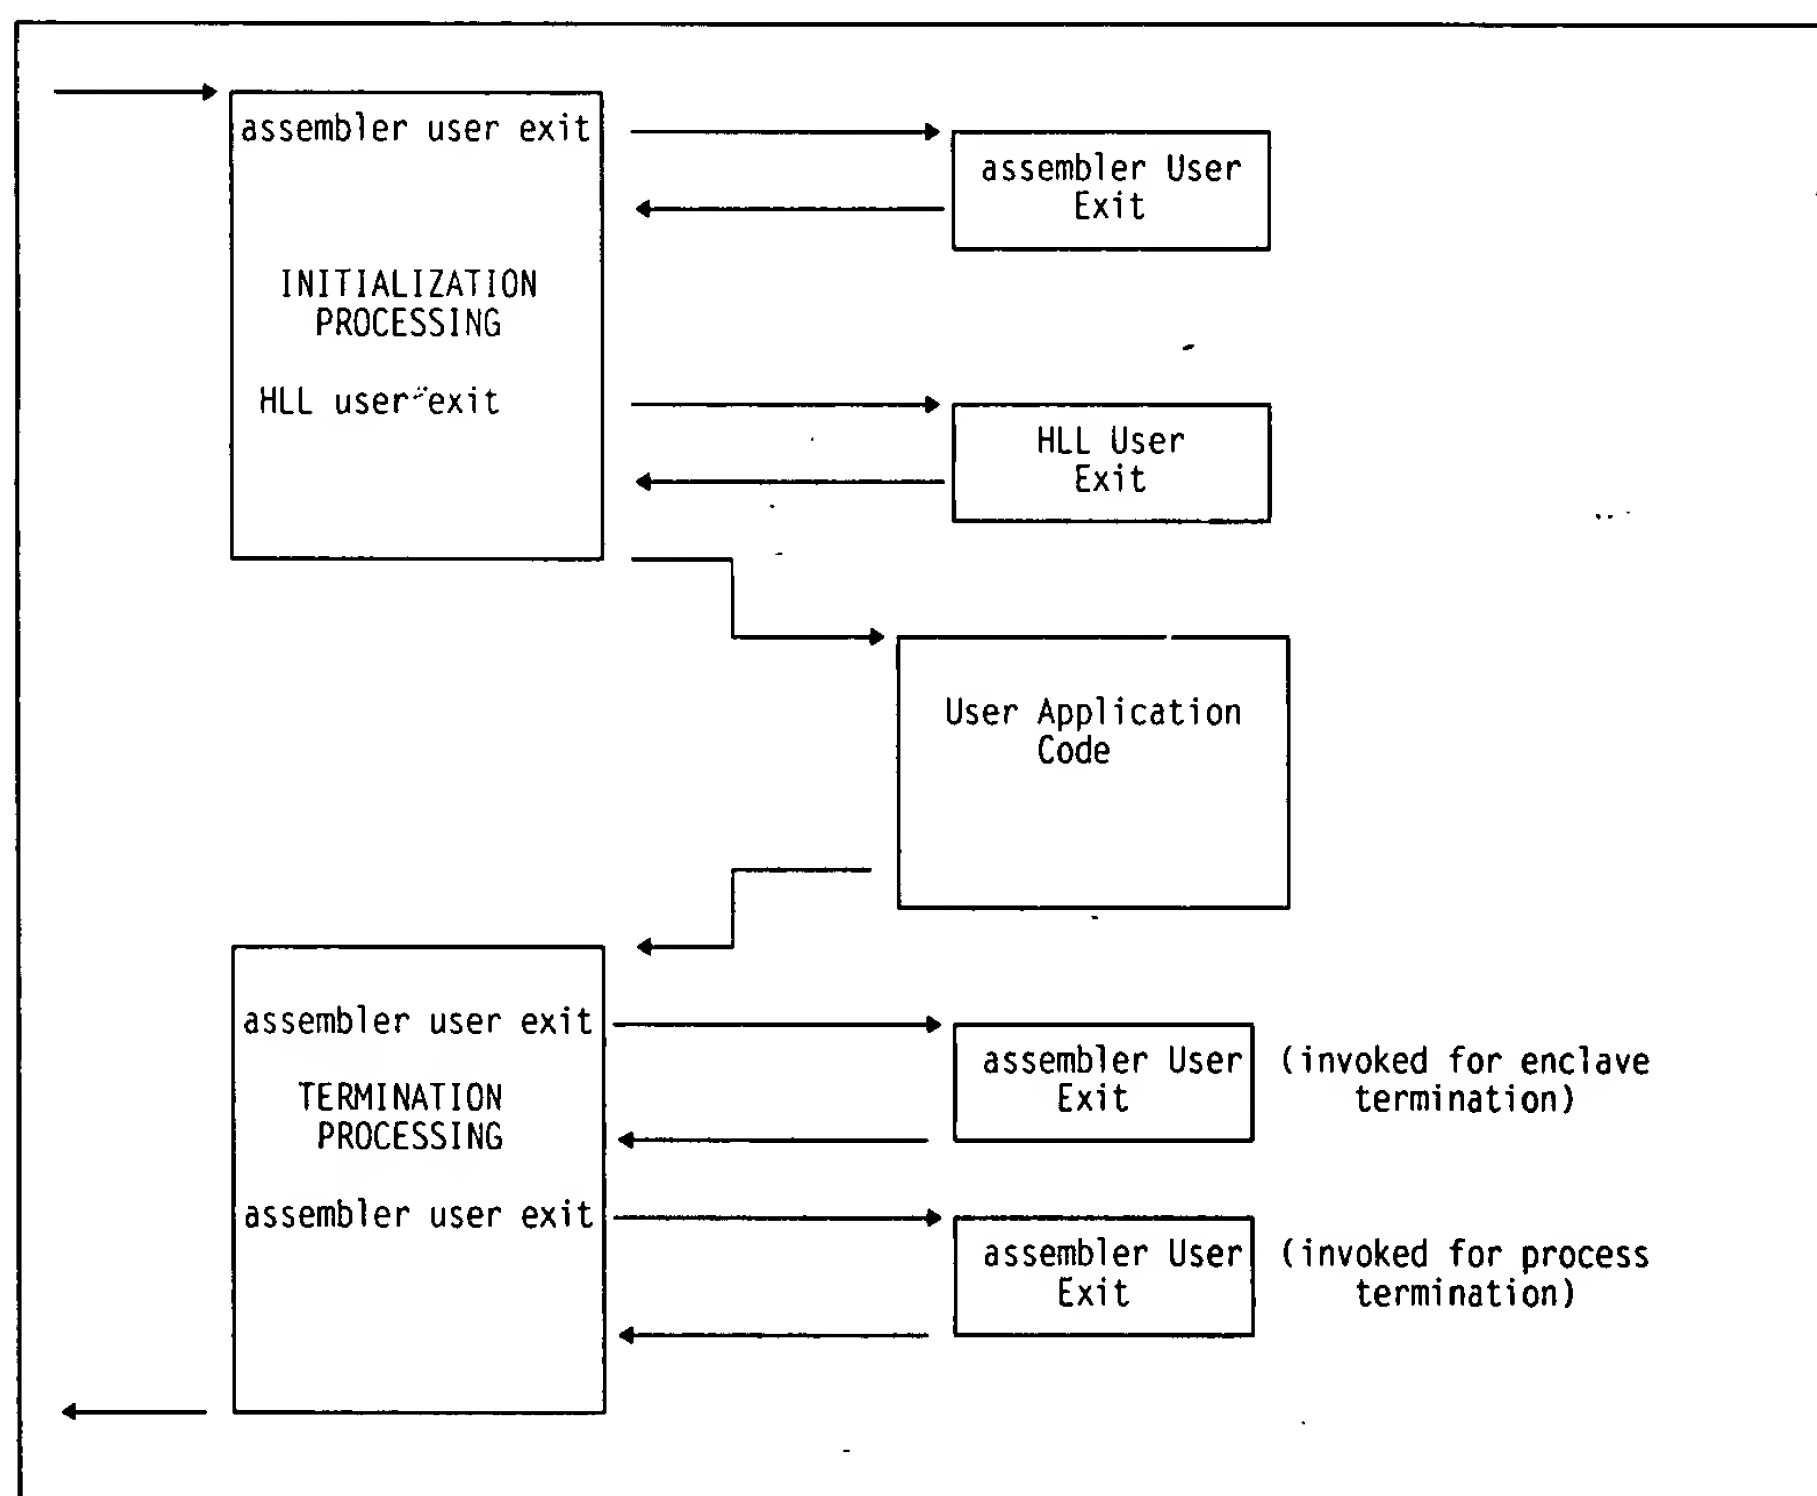 assembler user exit
assembler User
Exit
INITIALIZATION
PROCESSING
HLL user exit
HLL User
Exit
User Application
Code
assembler user exit
assembler User
Exit
(invoked for enclave
termination)
TERMINATION
PROCESSING
assembler user exit
assembler User
Exit
(invoked for process
termination)